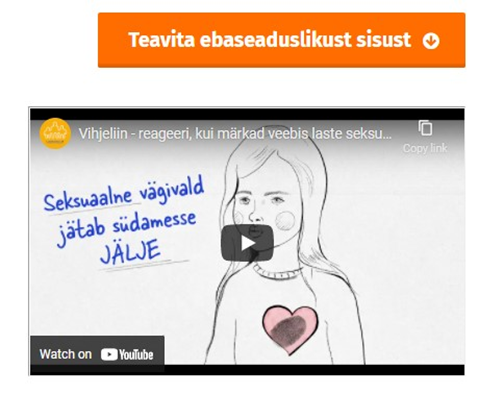 Teavita ebaseaduslikust sisust
Vihjeliin - reageeri, kui märkad veebis laste seksu...
Copy link
Seksuaalne vägivald
jätab südamesse
JÄLJE
Watch on YouTube